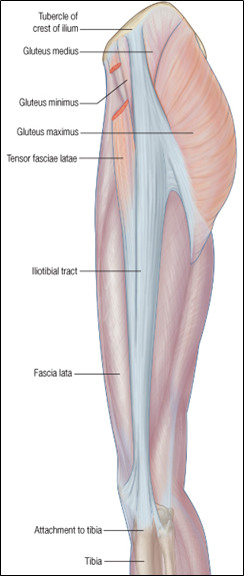 Tubercle of
crest of ilium
Gluteus medius
Gluteus minimus
Gluteus maximus
Tensor fasciae latae
Iliotibial tract
Fascia lata
Attachment to tibia
Tibia